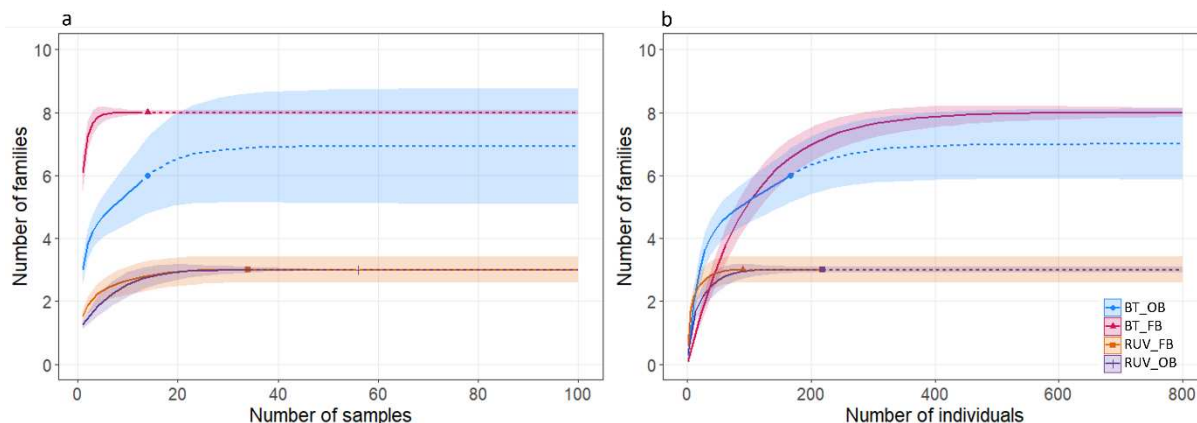 a
10
8
6
4
2
0
Number of families
0 20 40 60 80 100
Number of samples
b
10
8
6
4
2
0
Number of families
0 200 400 600 800
Number of individuals
BT_OB
BT_FB
RUV_FB
RUV_OB